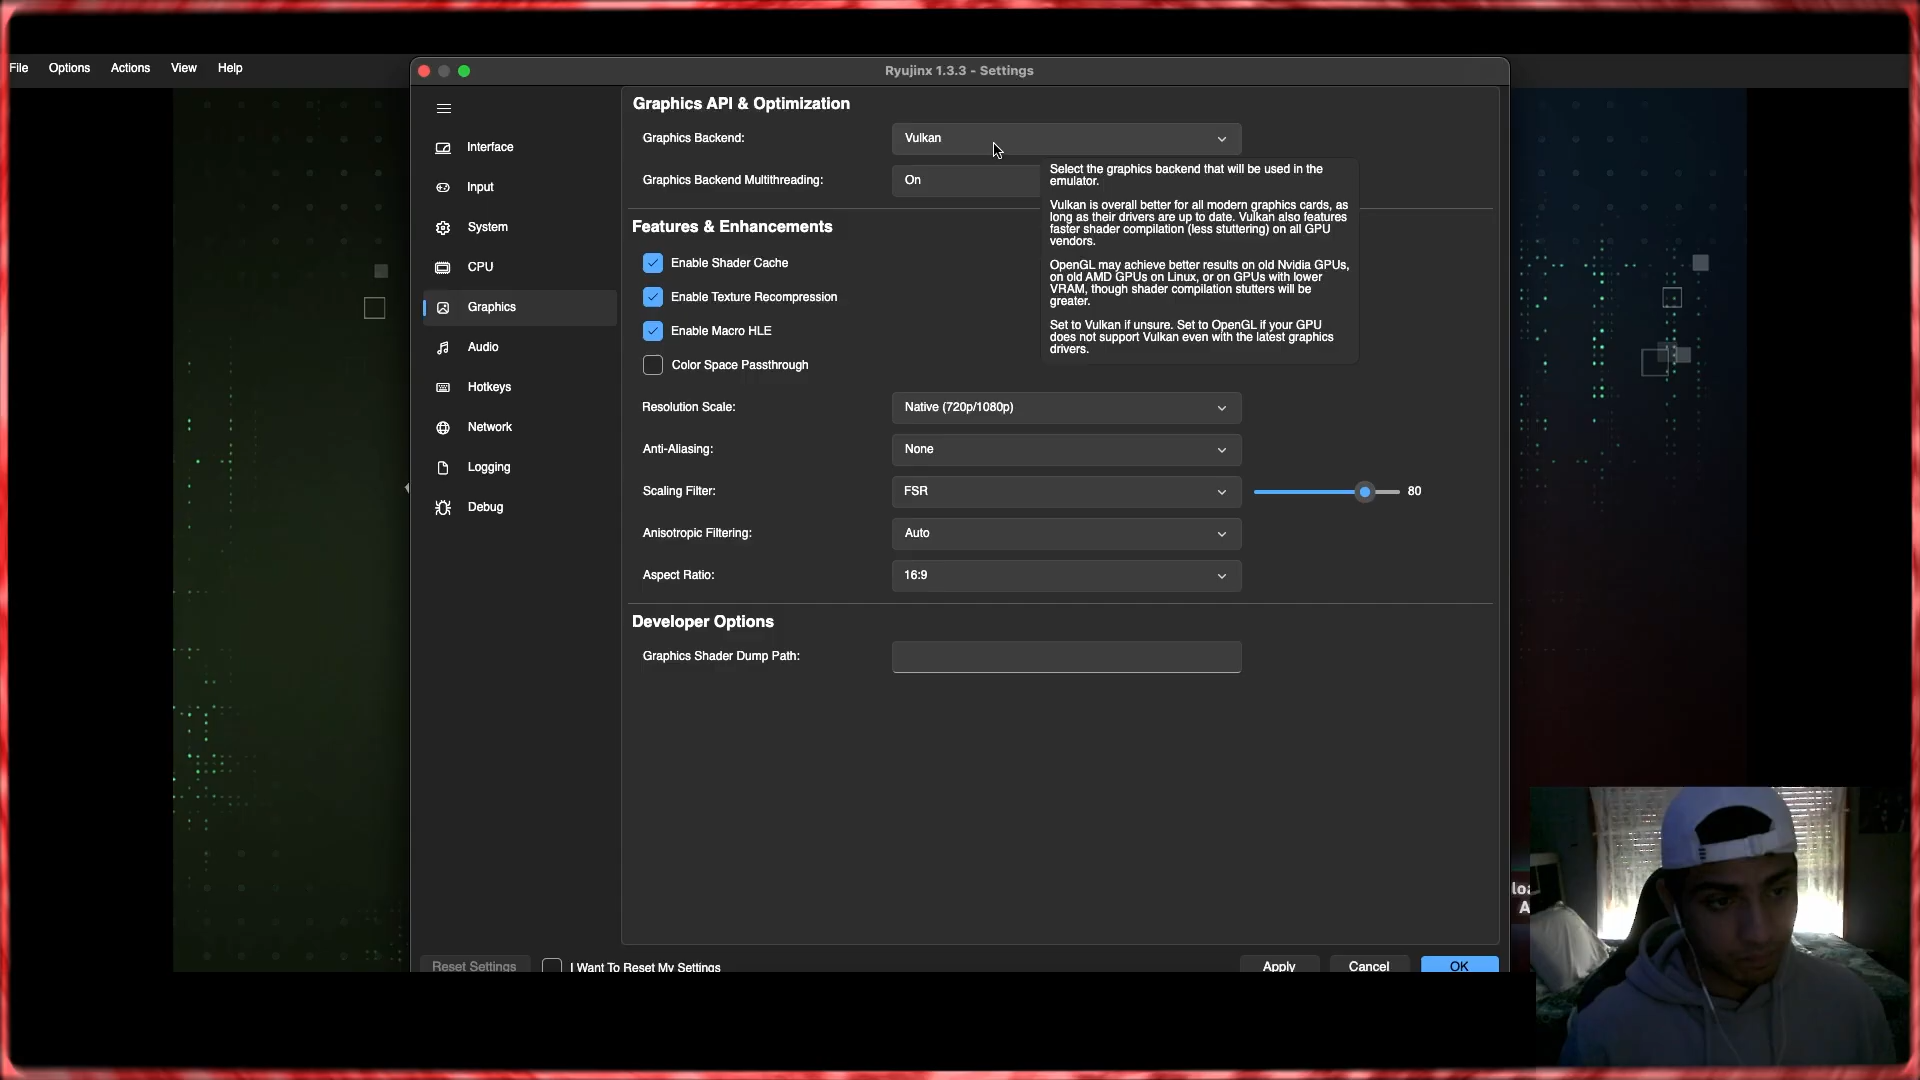 File Options Actions View Help
Ryujinx 1.3.3 - Settings
Interface
Input
System
CPU
Graphics
Audio
Hotkeys
Network
Logging
Debug
Graphics API & Optimization
Graphics Backend: Vulkan
Graphics Backend Multithreading: On
Select the graphics backend that will be used in the
emulator.
Vulkan is overall better for all modern graphics cards, as
long as their drivers are up to date. Vulkan also features
faster shader compilation (less stuttering) on all GPU
vendors.
OpenGL may achieve better results on old Nvidia GPUs,
on old AMD GPUs on Linux, or on GPUs with lower
VRAM, though shader compilation stutters will be
greater.
Set to Vulkan if unsure. Set to OpenGL if your GPU
does not support Vulkan even with the latest graphics
drivers.
Features & Enhancements
Enable Shader Cache
Enable Texture Recompression
Enable Macro HLE
Color Space Passthrough
Resolution Scale: Native (720p/1080p)
Anti-Aliasing: None
Scaling Filter: FSR 80
Anisotropic Filtering: Auto
Aspect Ratio: 16:9
Developer Options
Graphics Shader Dump Path:
Reset Settings I Want To Reset My Settings Apply Cancel OK